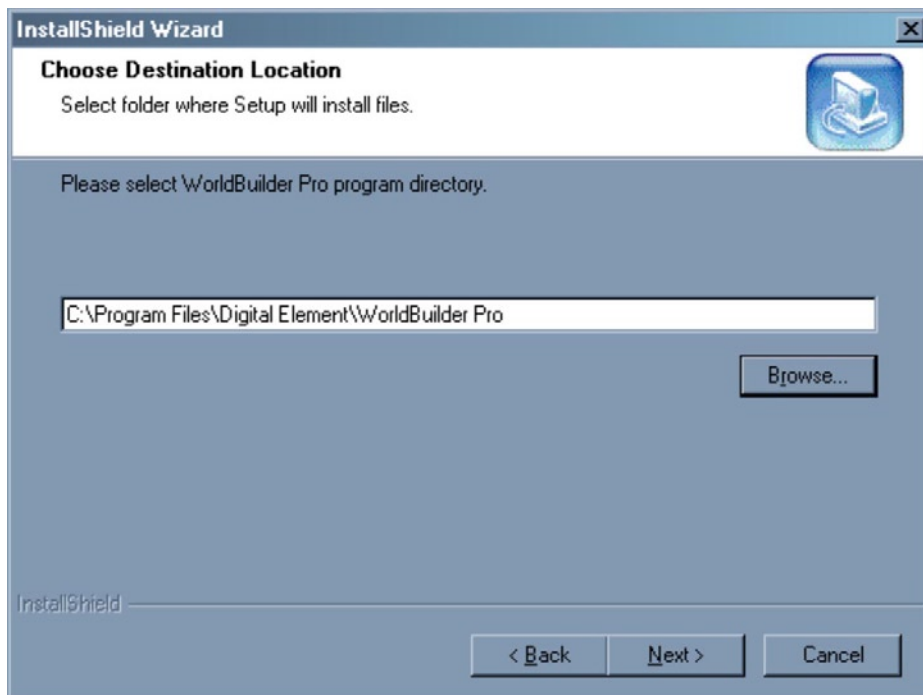 InstallShield Wizard
Choose Destination Location
Select folder where Setup will install files.
Please select WorldBuilder Pro program directory.
C:\Program Files\Digital Element\WorldBuilder Pro
Browse...
InstallShield
< Back Next > Cancel